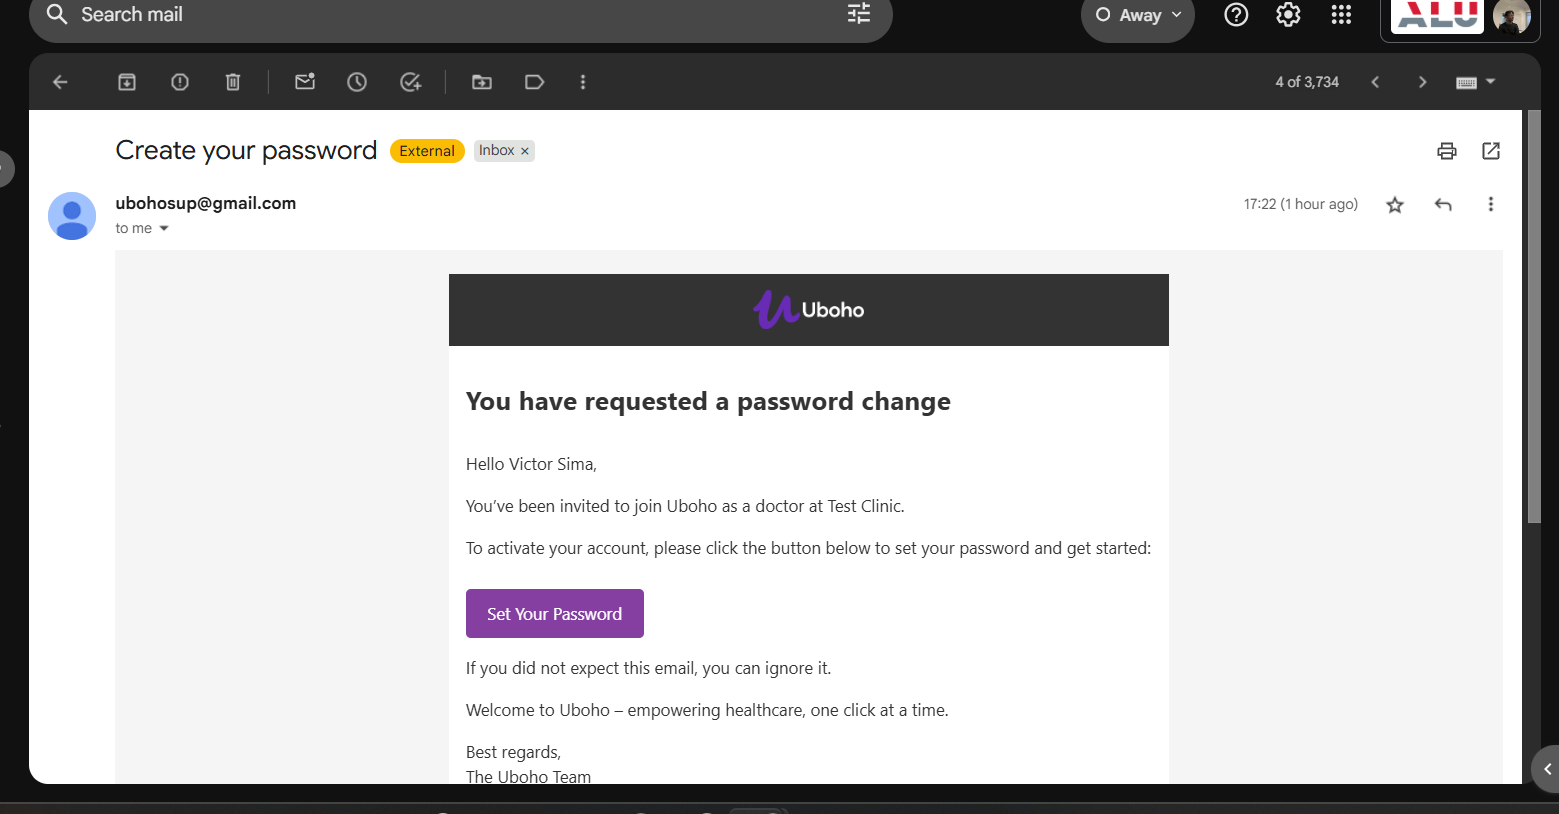 Search mail
Away
ALU
4 of 3,734
Create your password External Inbox ×
ubohosup@gmail.com
17:22 (1 hour ago)
to me
Uboho
You have requested a password change
Hello Victor Sima,
You’ve been invited to join Uboho as a doctor at Test Clinic.
To activate your account, please click the button below to set your password and get started:
Set Your Password
If you did not expect this email, you can ignore it.
Welcome to Uboho – empowering healthcare, one click at a time.
Best regards,
The Uboho Team